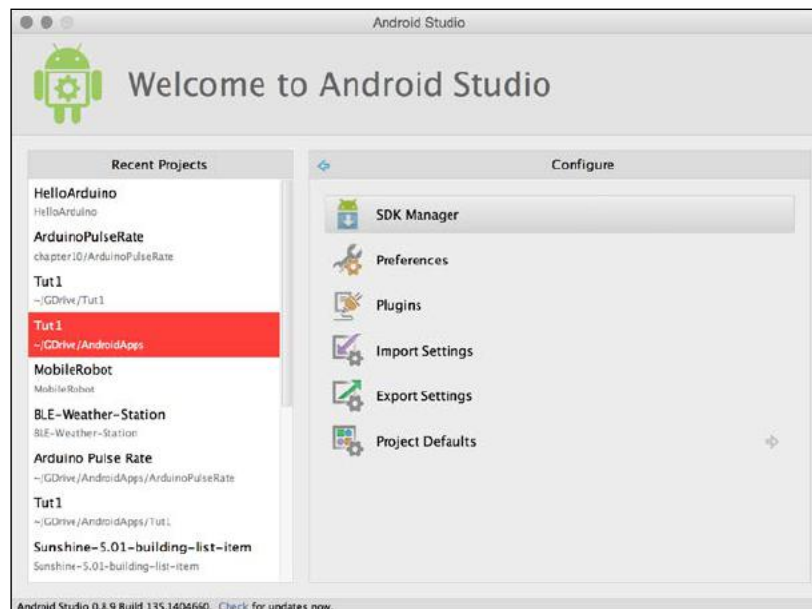 Android Studio
Welcome to Android Studio
Recent Projects
HelloArduino
HelloArduino
ArduinoPulseRate
chapter10/ArduinoPulseRate
Tut1
~/GDrive/Tut1
Tut1
~/GDrive/AndroidApps
MobileRobot
MobileRobot
BLE-Weather-Station
BLE-Weather-Station
Arduino Pulse Rate
~/GDrive/AndroidApps/ArduinoPulseRate
Tut1
~/GDrive/AndroidApps/Tut1
Sunshine-5.01-building-list-item
Sunshine-5.01-building-list-item
Configure
SDK Manager
Preferences
Plugins
Import Settings
Export Settings
Project Defaults
Android Studio 0.8.9 Build 135.1404660. Check for updates now.